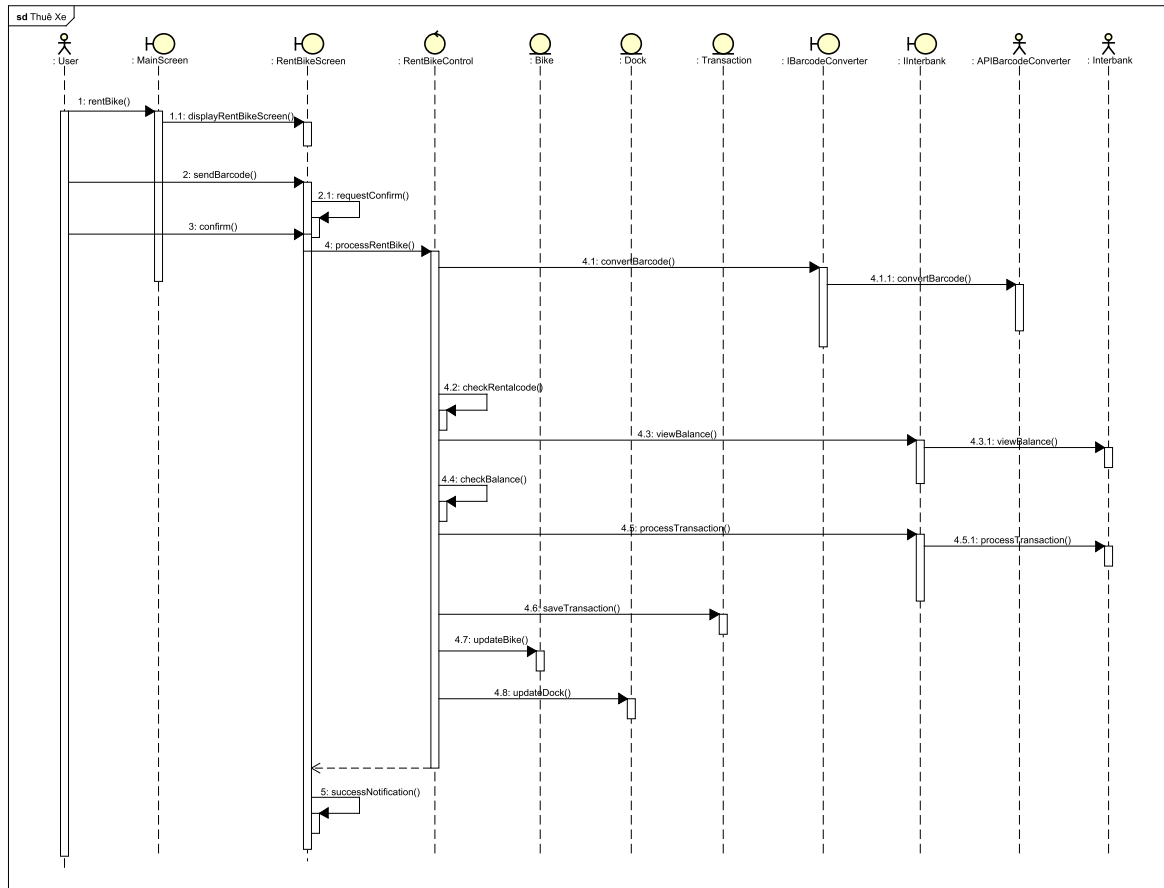 sd Thuê Xe
: User
: MainScreen
: RentBikeScreen
: RentBikeControl
: Bike
: Dock
: Transaction
: IBarcodeConverter
: IInterbank
: APIBarcodeConverter
: Interbank
1: rentBike()
1.1: displayRentBikeScreen()
2: sendBarcode()
2.1: requestConfirm()
3: confirm()
4: processRentBike()
4.1: convertBarcode()
4.1.1: convertBarcode()
4.2: checkRentalcode()
4.3: viewBalance()
4.3.1: viewBalance()
4.4: checkBalance()
4.5: processTransaction()
4.5.1: processTransaction()
4.6: saveTransaction()
4.7: updateBike()
4.8: updateDock()
5: successNotification()